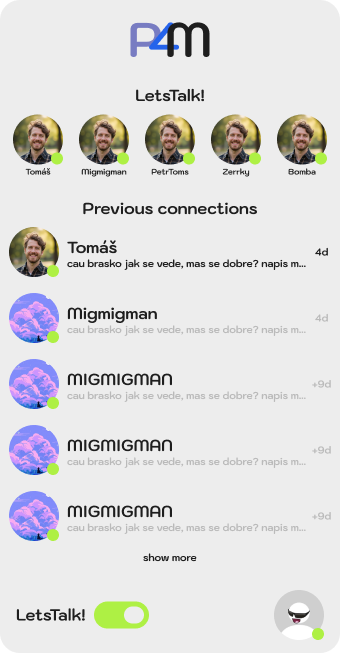 P4M
LetsTalk!
Tomáš Migmigman PetrToms Zerrky Bomba
Previous connections
Tomáš
cau brasko jak se vede, mas se dobre? napis m... 4d
Migmigman
cau brasko jak se vede, mas se dobre? napis m... 4d
MIGMIGMAN
cau brasko jak se vede, mas se dobre? napis m... +9d
MIGMIGMAN
cau brasko jak se vede, mas se dobre? napis m... +9d
MIGMIGMAN
cau brasko jak se vede, mas se dobre? napis m... +9d
show more
LetsTalk!